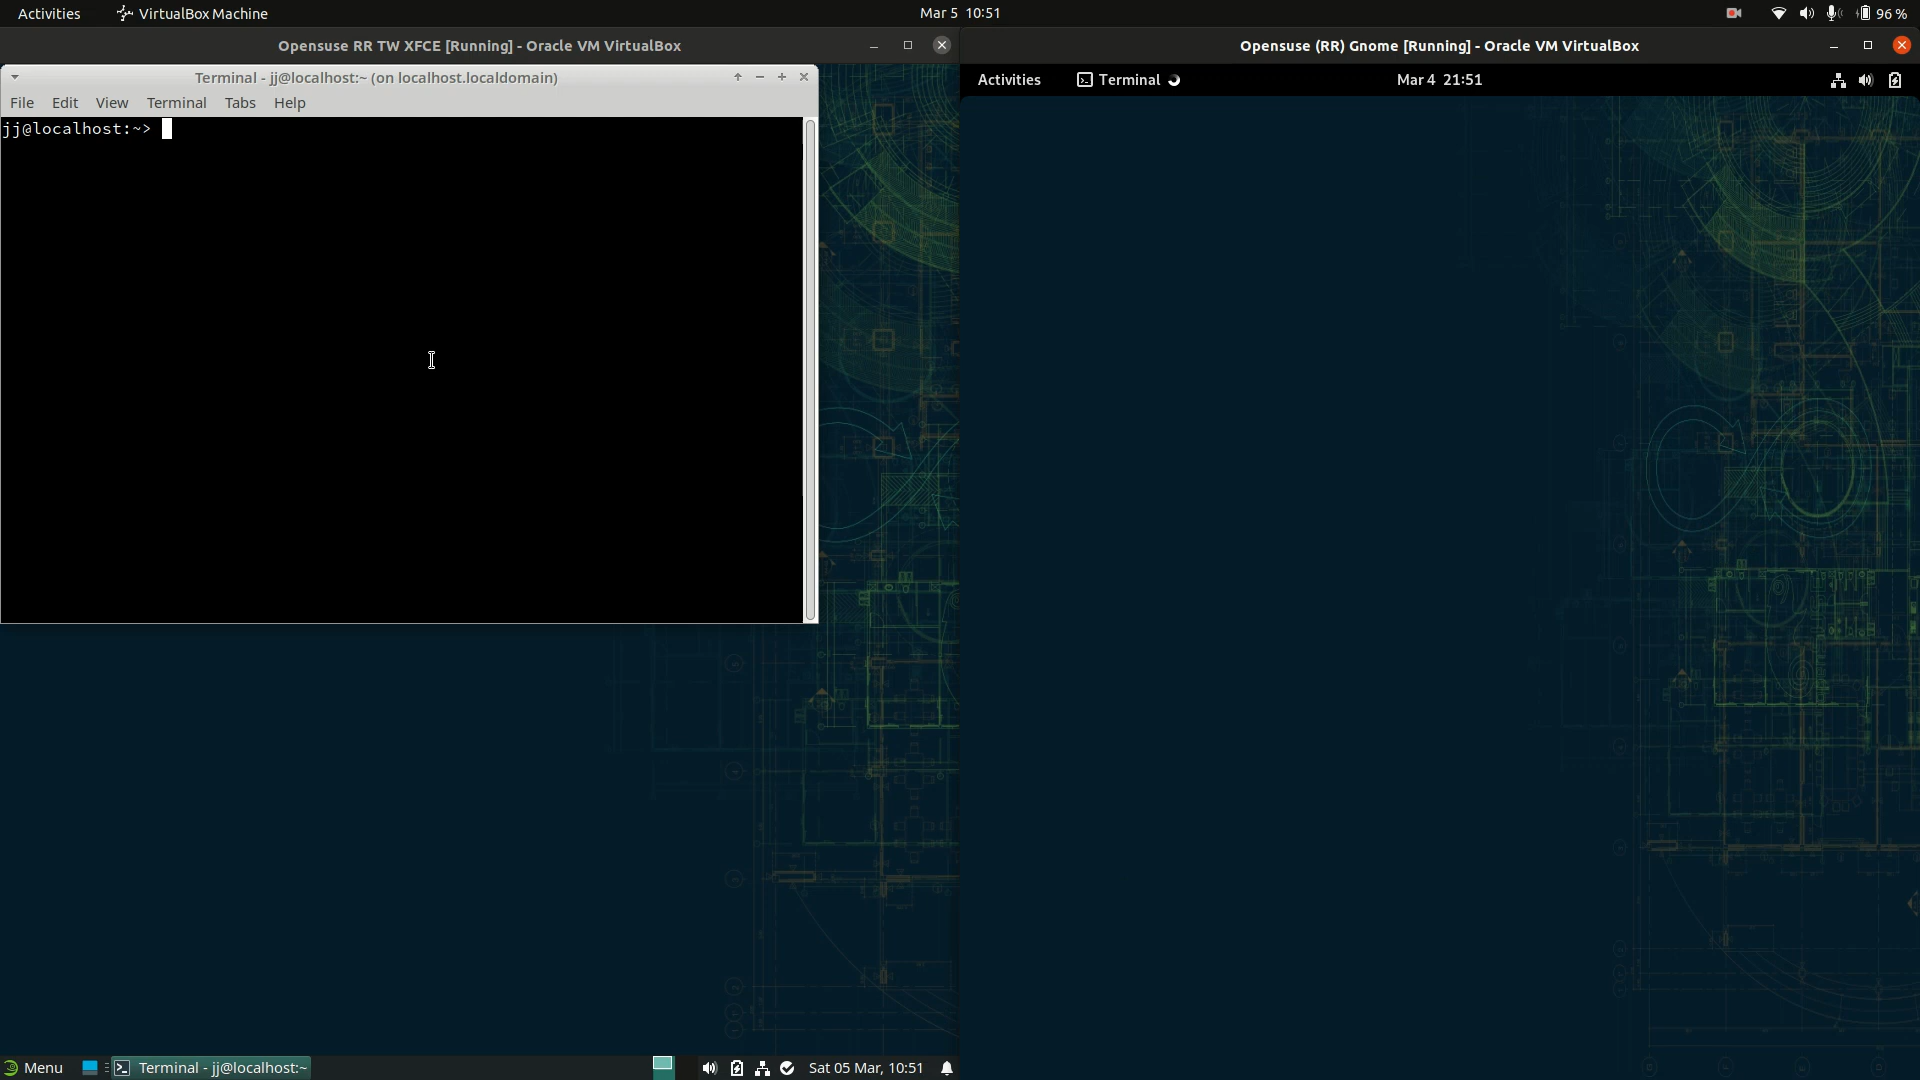 Activities VirtualBox Machine Mar 5 10:51 96 %
Opensuse RR TW XFCE [Running] - Oracle VM VirtualBox
Terminal - jj@localhost:~ (on localhost.localdomain)
File Edit View Terminal Tabs Help
jj@localhost:~>
Menu Terminal - jj@localhost:~ Sat 05 Mar, 10:51
Opensuse (RR) Gnome [Running] - Oracle VM VirtualBox
Activities Terminal Mar 4 21:51